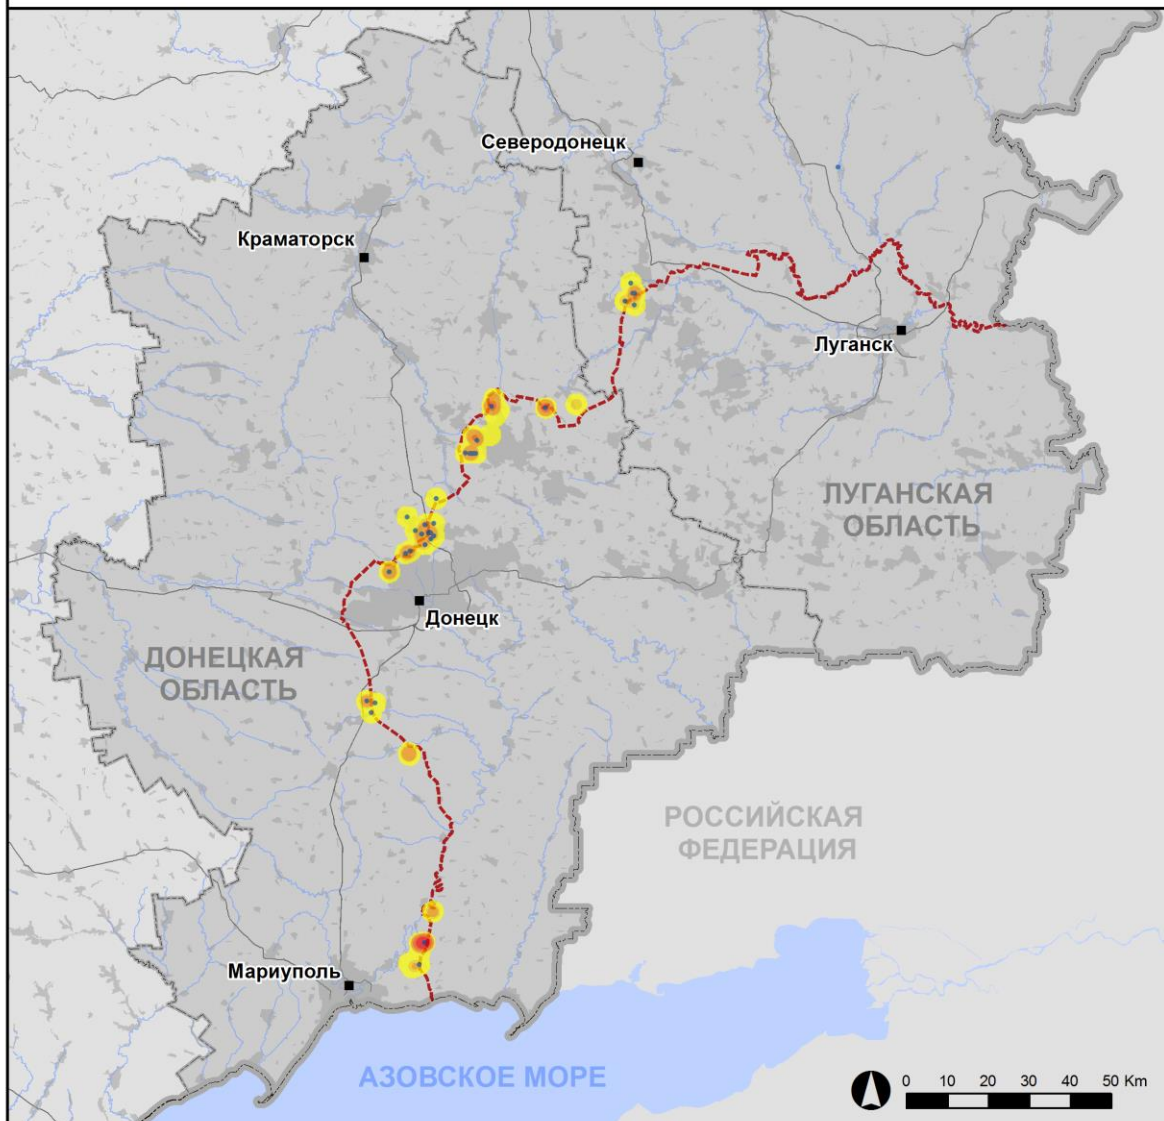 Северодонецк
Краматорск
Луганск
ЛУГАНСКАЯ
ОБЛАСТЬ
Донецк
ДОНЕЦКАЯ
ОБЛАСТЬ
РОССИЙСКАЯ
ФЕДЕРАЦИЯ
Мариуполь
АЗОВСКОЕ МОРЕ
0 10 20 30 40 50 Km